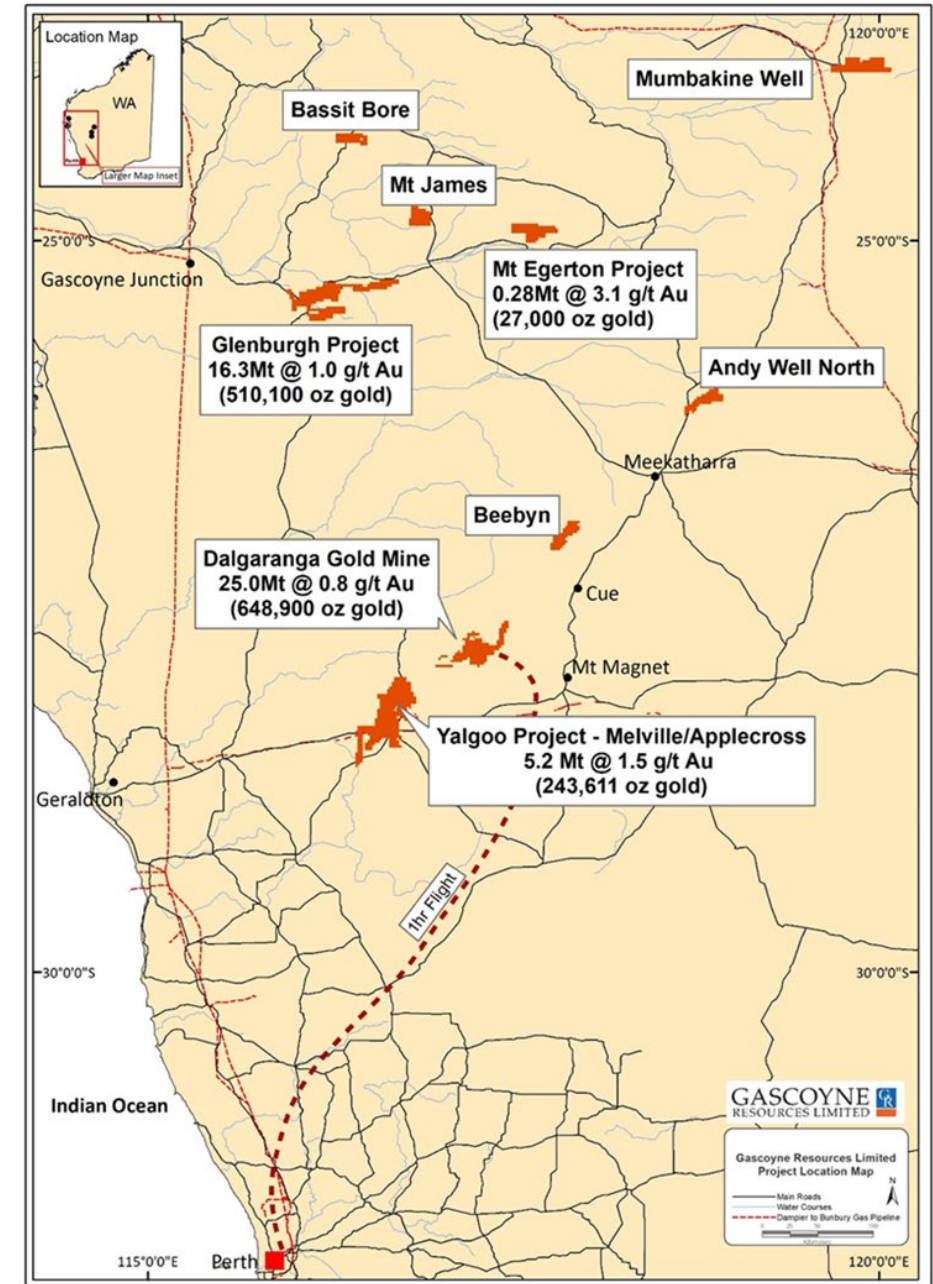 Location Map
WA
Perth
Larger Map Inset
120°0'0"E
Mumbakine Well
Bassit Bore
Mt James
25°0'0"S
25°0'0"S
Gascoyne Junction
Mt Egerton Project
0.28Mt @ 3.1 g/t Au
(27,000 oz gold)
Glenburgh Project
16.3Mt @ 1.0 g/t Au
(510,100 oz gold)
Andy Well North
Meekatharra
Beebyn
Dalgaranga Gold Mine
25.0Mt @ 0.8 g/t Au
(648,900 oz gold)
Cue
Mt Magnet
Yalgoo Project - Melville/Applecross
5.2 Mt @ 1.5 g/t Au
(243,611 oz gold)
Geraldton
1hr Flight
30°0'0"S
30°0'0"S
Indian Ocean
GASCOYNE
RESOURCES LIMITED
Gascoyne Resources Limited
Project Location Map
N
Main Roads
Water Courses
Dampier to Bunbury Gas Pipeline
0 25 50 100
Kilometers
115°0'0"E
Perth
120°0'0"E